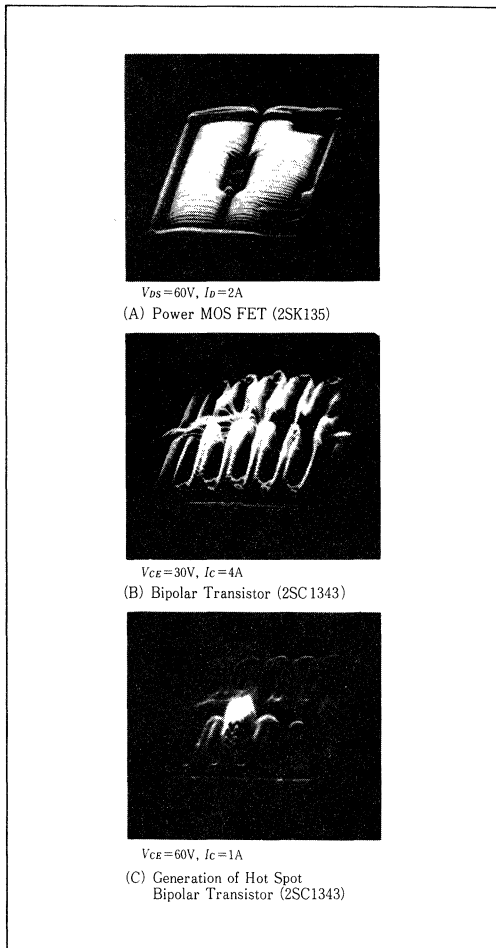 VDS=60V, ID=2A
(A) Power MOS FET (2SK135)
VCE=30V, IC=4A
(B) Bipolar Transistor (2SC1343)
VCE=60V, IC=1A
(C) Generation of Hot Spot
Bipolar Transistor (2SC1343)